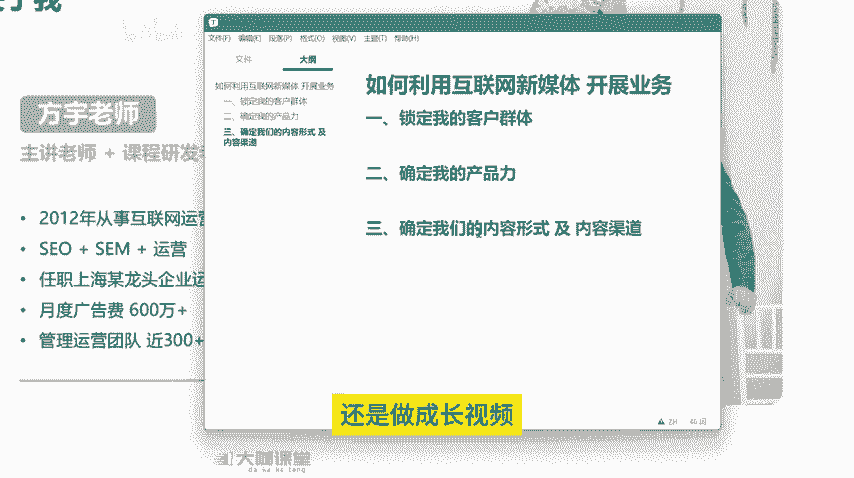 于我
方宇老师
主讲老师 + 课程研发
• 2012年从事互联网运营
• SEO + SEM + 运营
• 任职上海某龙头企业运
• 月度广告费 600万+
• 管理运营团队 近300+
T
文件(F) 编辑(E) 段落(P) 格式(O) 视图(V) 主题(T) 帮助(H)
文件 大纲
如何利用互联网新媒体 开展业务
一、锁定我的客户群体
二、确定我的产品力
三、确定我们的内容形式 及
内容渠道
如何利用互联网新媒体 开展业务
一、锁定我的客户群体
二、确定我的产品力
三、确定我们的内容形式 及 内容渠道
还是做成长视频
ZH 46 词
大咖课堂
da ka ke tang